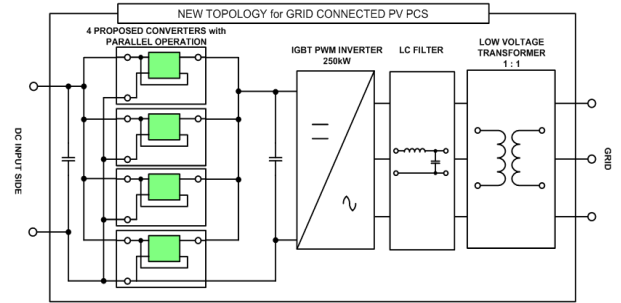 NEW TOPOLOGY for GRID CONNECTED PV PCS
4 PROPOSED CONVERTERS with
PARALLEL OPERATION
IGBT PWM INVERTER
250kW
LC FILTER
LOW VOLTAGE
TRANSFORMER
1 : 1
DC INPUT SIDE
GRID